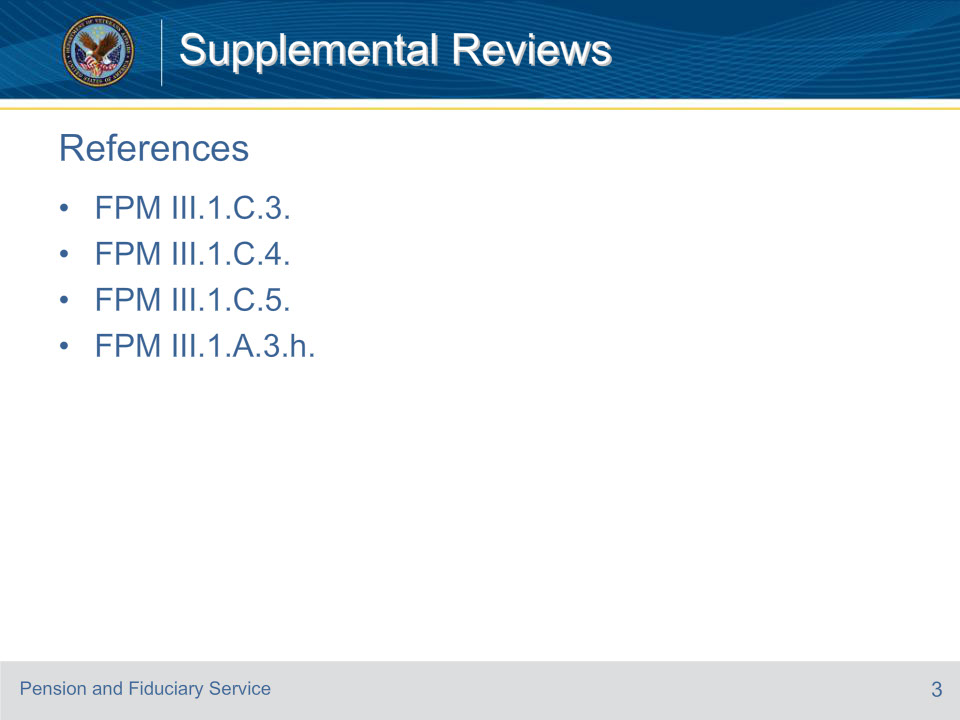 Supplemental Reviews
References
• FPM III.1.C.3.
• FPM III.1.C.4.
• FPM III.1.C.5.
• FPM III.1.A.3.h.
Pension and Fiduciary Service
3